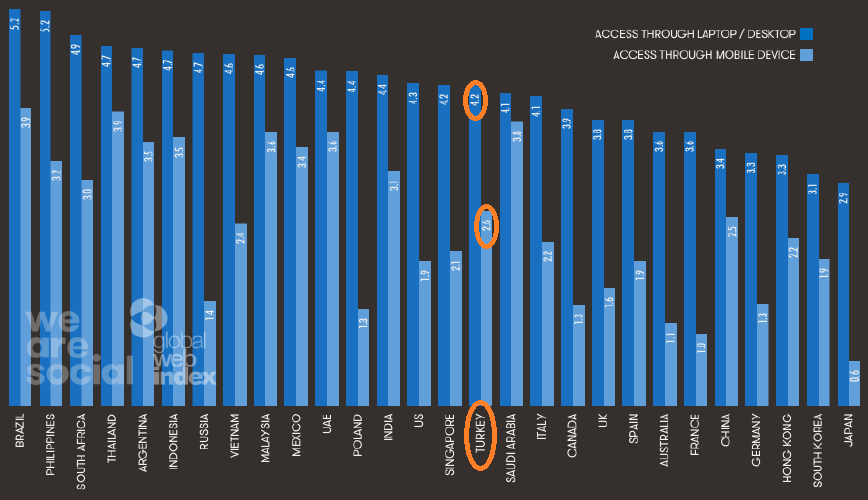 ACCESS THROUGH LAPTOP / DESKTOP
ACCESS THROUGH MOBILE DEVICE
5.2
3.9
5.2
3.2
4.9
3.0
4.7
3.9
4.7
3.5
4.7
3.5
4.7
1.4
4.6
2.4
4.6
3.6
4.6
3.4
4.4
3.6
4.4
1.3
4.4
3.1
4.3
1.9
4.2
2.1
4.2
2.6
4.1
3.8
4.1
2.2
3.9
1.3
3.8
1.6
3.8
1.9
3.6
1.1
3.6
1.0
3.4
2.5
3.3
1.3
3.3
2.2
3.1
1.9
2.9
0.6
we
are
social
global
web
index
BRAZIL
PHILIPPINES
SOUTH AFRICA
THAILAND
ARGENTINA
INDONESIA
RUSSIA
VIETNAM
MALAYSIA
MEXICO
UAE
POLAND
INDIA
US
SINGAPORE
TURKEY
SAUDI ARABIA
ITALY
CANADA
UK
SPAIN
AUSTRALIA
FRANCE
CHINA
GERMANY
HONG KONG
SOUTH KOREA
JAPAN